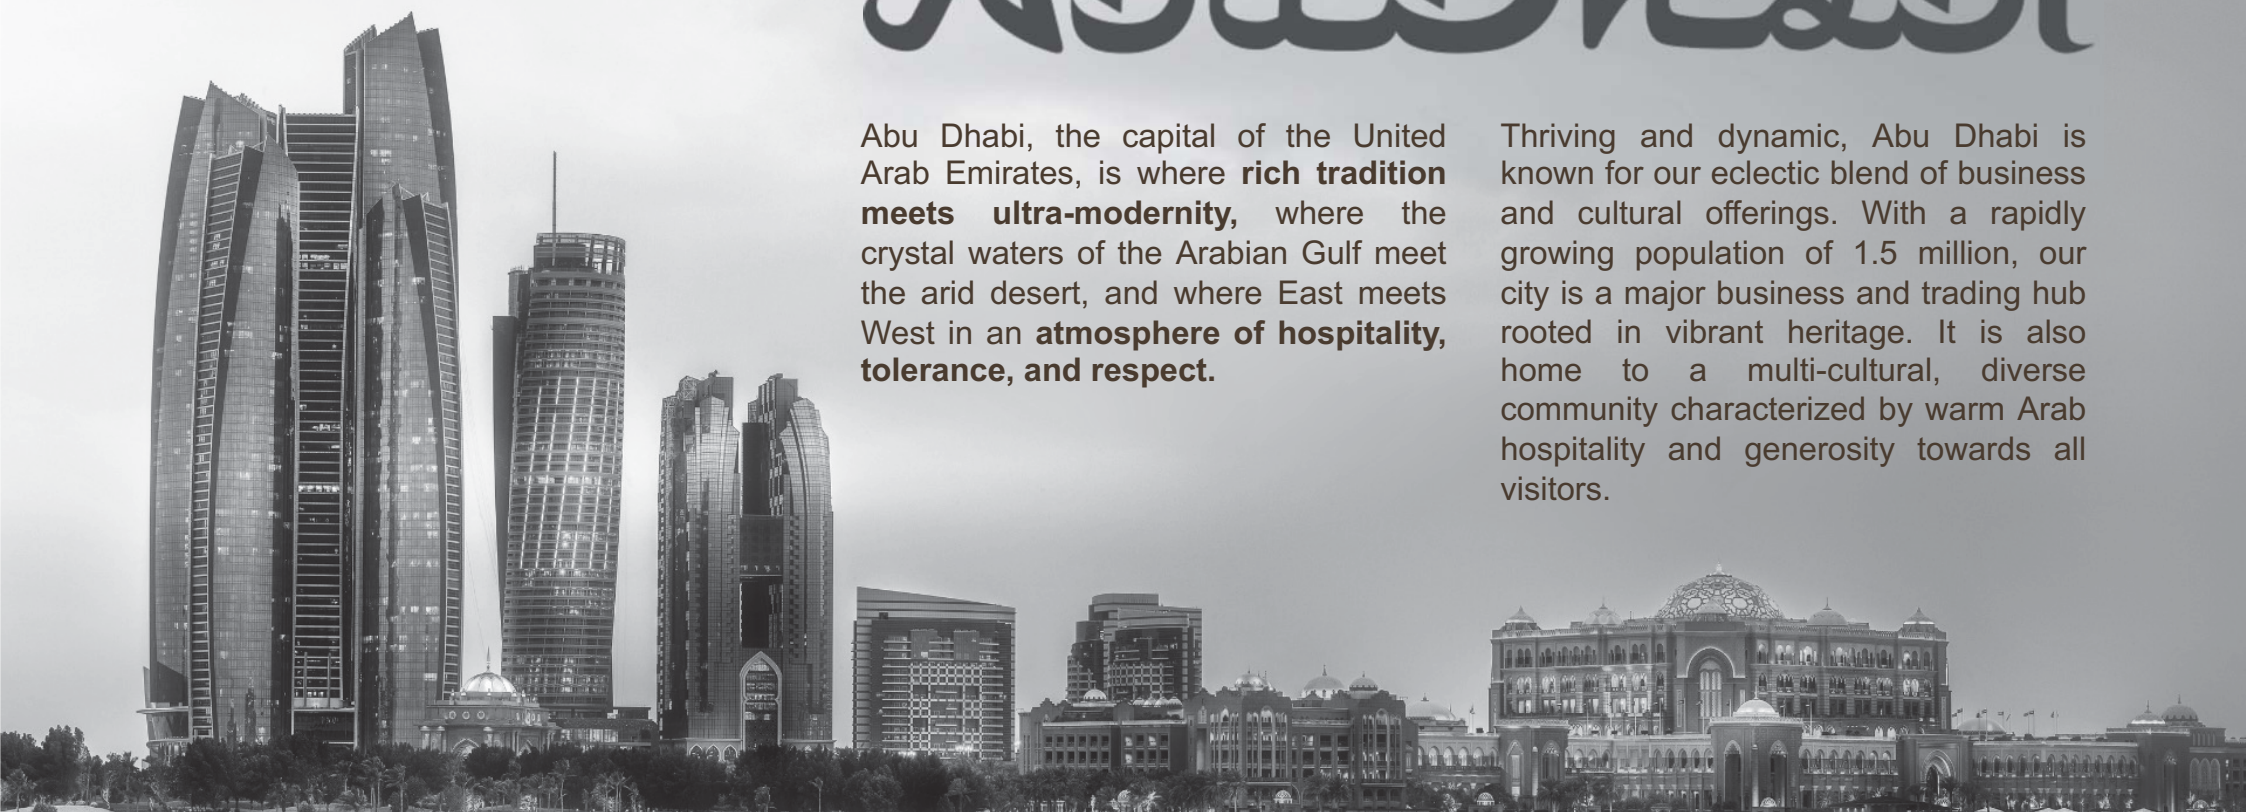 Abu Dhabi
Abu Dhabi, the capital of the United
Arab Emirates, is where rich tradition
meets ultra-modernity, where the
crystal waters of the Arabian Gulf meet
the arid desert, and where East meets
West in an atmosphere of hospitality,
tolerance, and respect.
Thriving and dynamic, Abu Dhabi is
known for our eclectic blend of business
and cultural offerings. With a rapidly
growing population of 1.5 million, our
city is a major business and trading hub
rooted in vibrant heritage. It is also
home to a multi-cultural, diverse
community characterized by warm Arab
hospitality and generosity towards all
visitors.